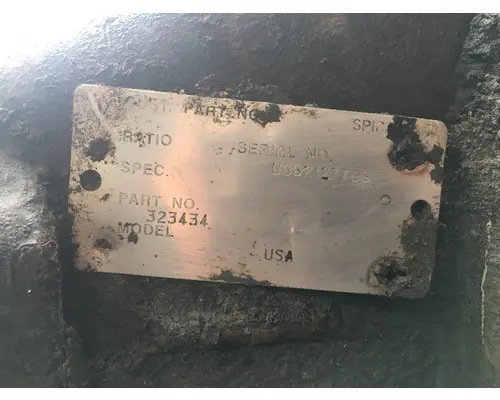 PART NO.
RATIO SERIAL NO.
SPEC.
PART NO.
323434
MODEL
USA